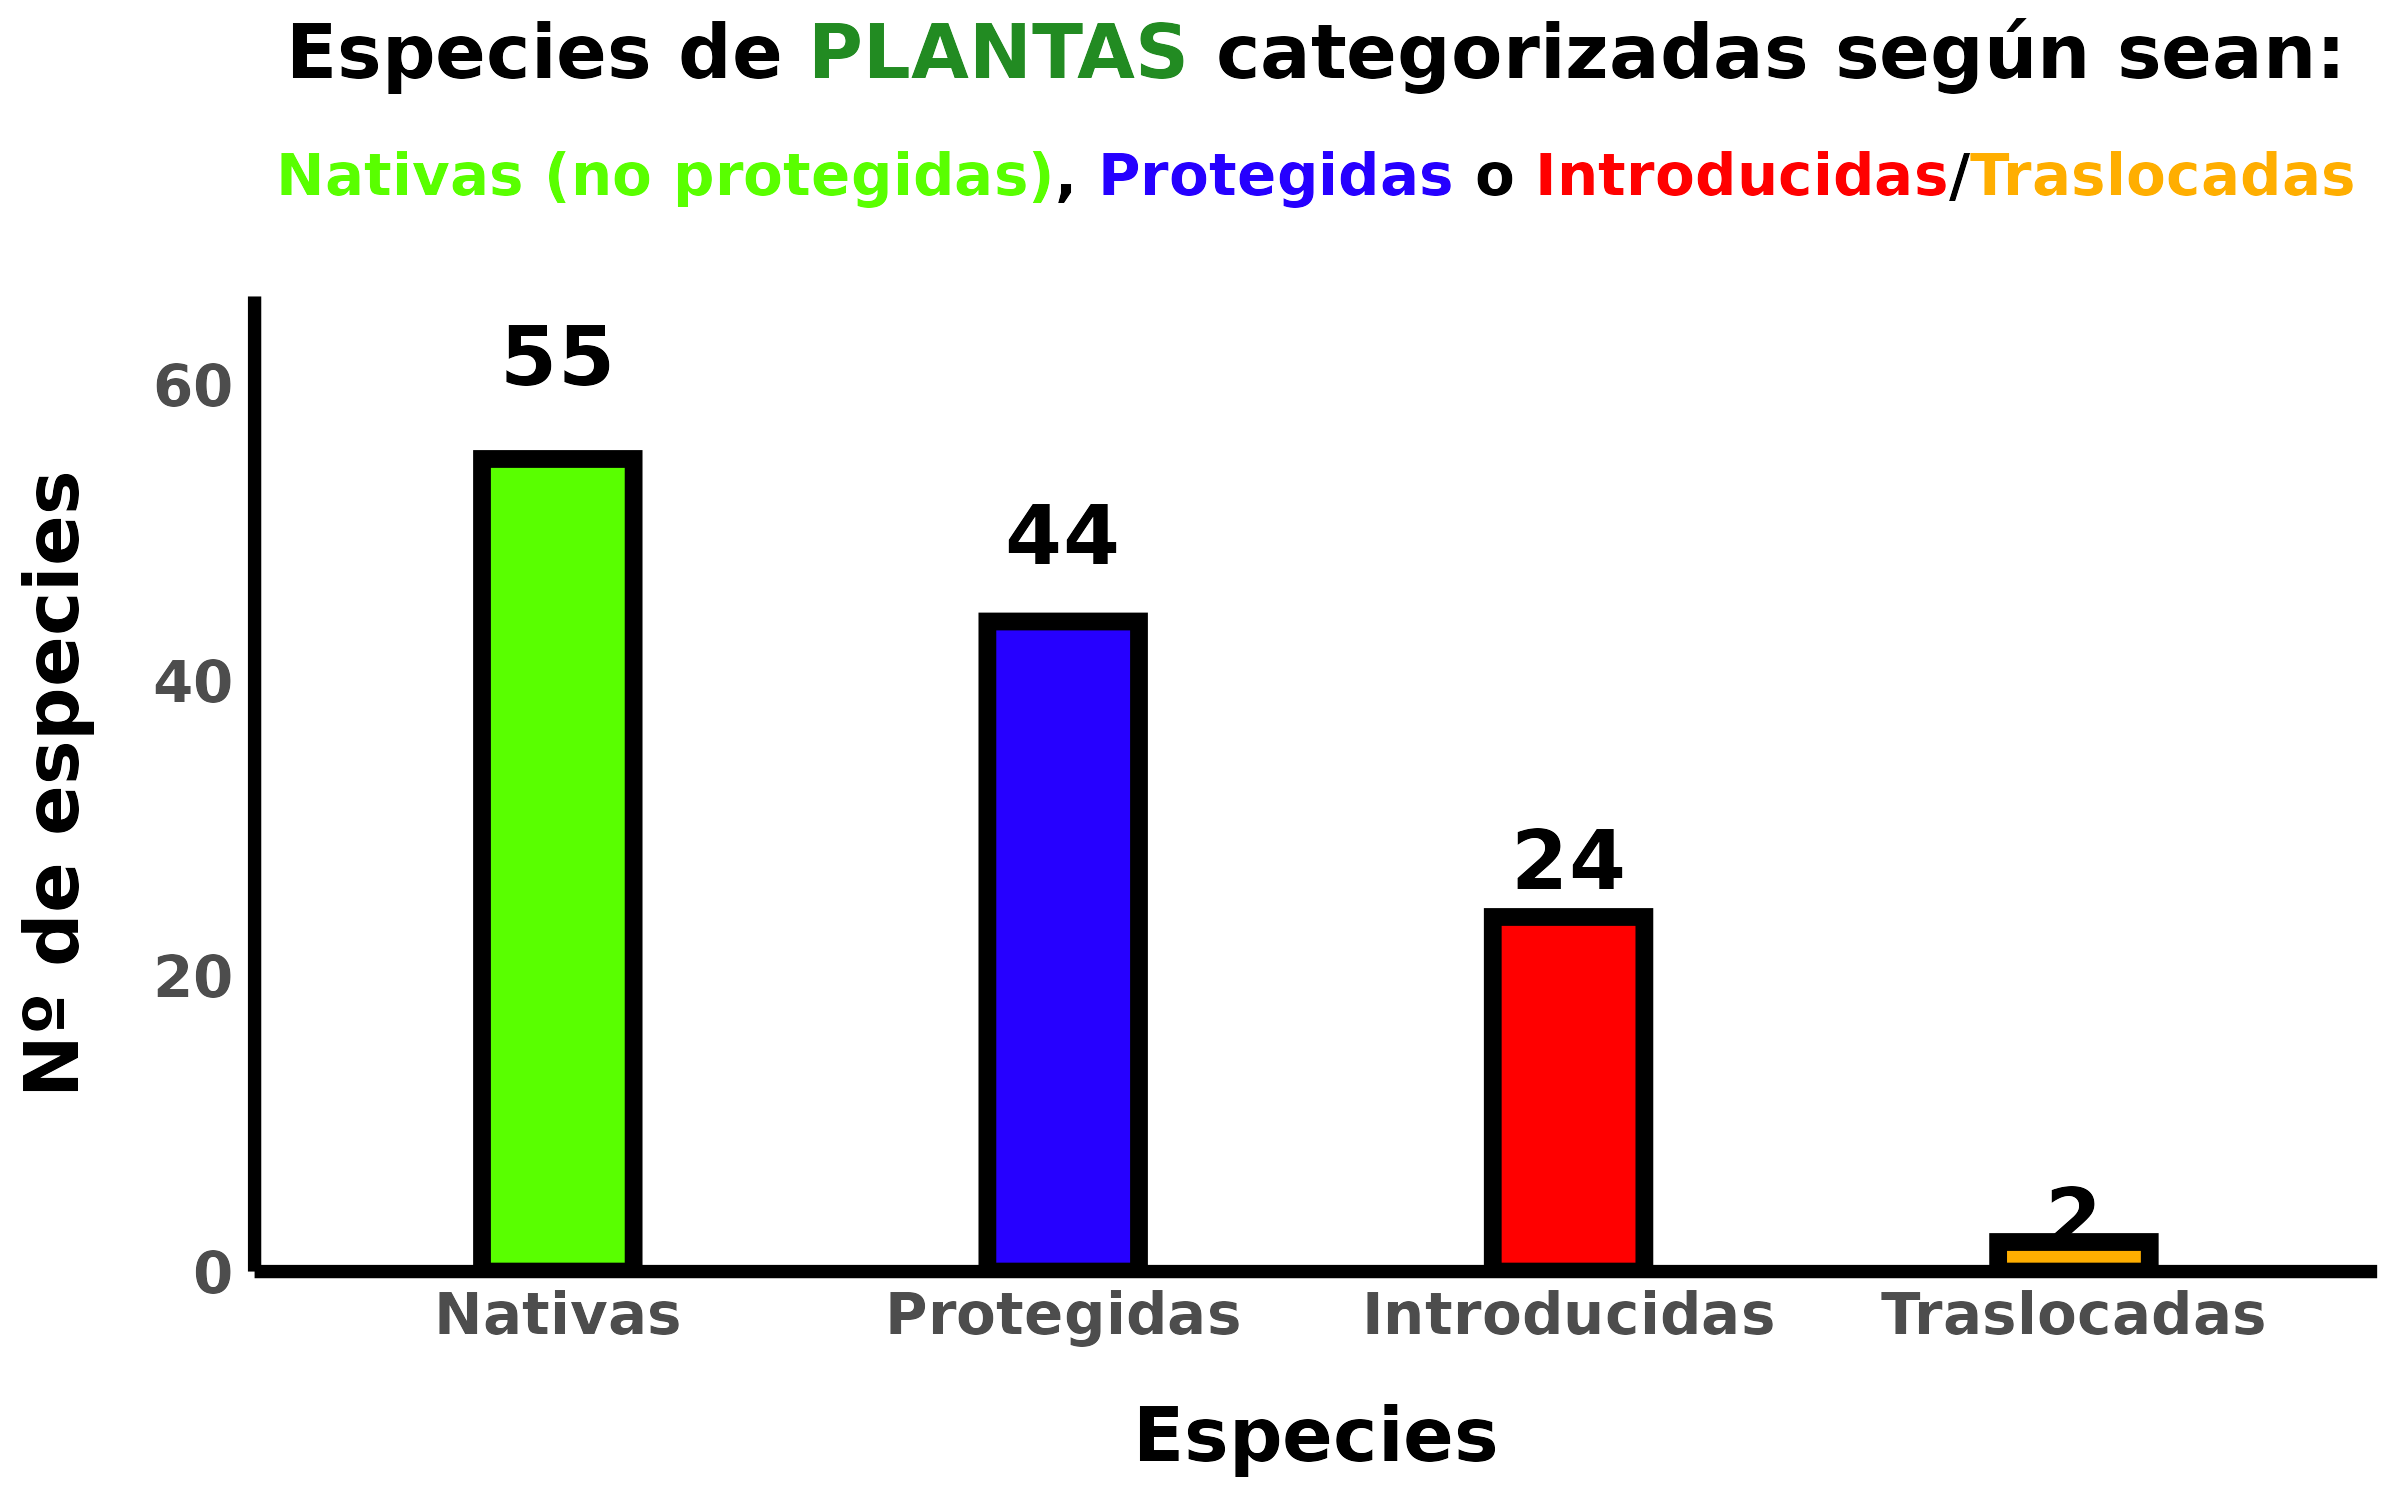 Especies de PLANTAS categorizadas según sean:
Nativas (no protegidas), Protegidas o Introducidas/Traslocadas
Nº de especies
60
40
20
0
55
44
24
2
Nativas Protegidas Introducidas Traslocadas
Especies